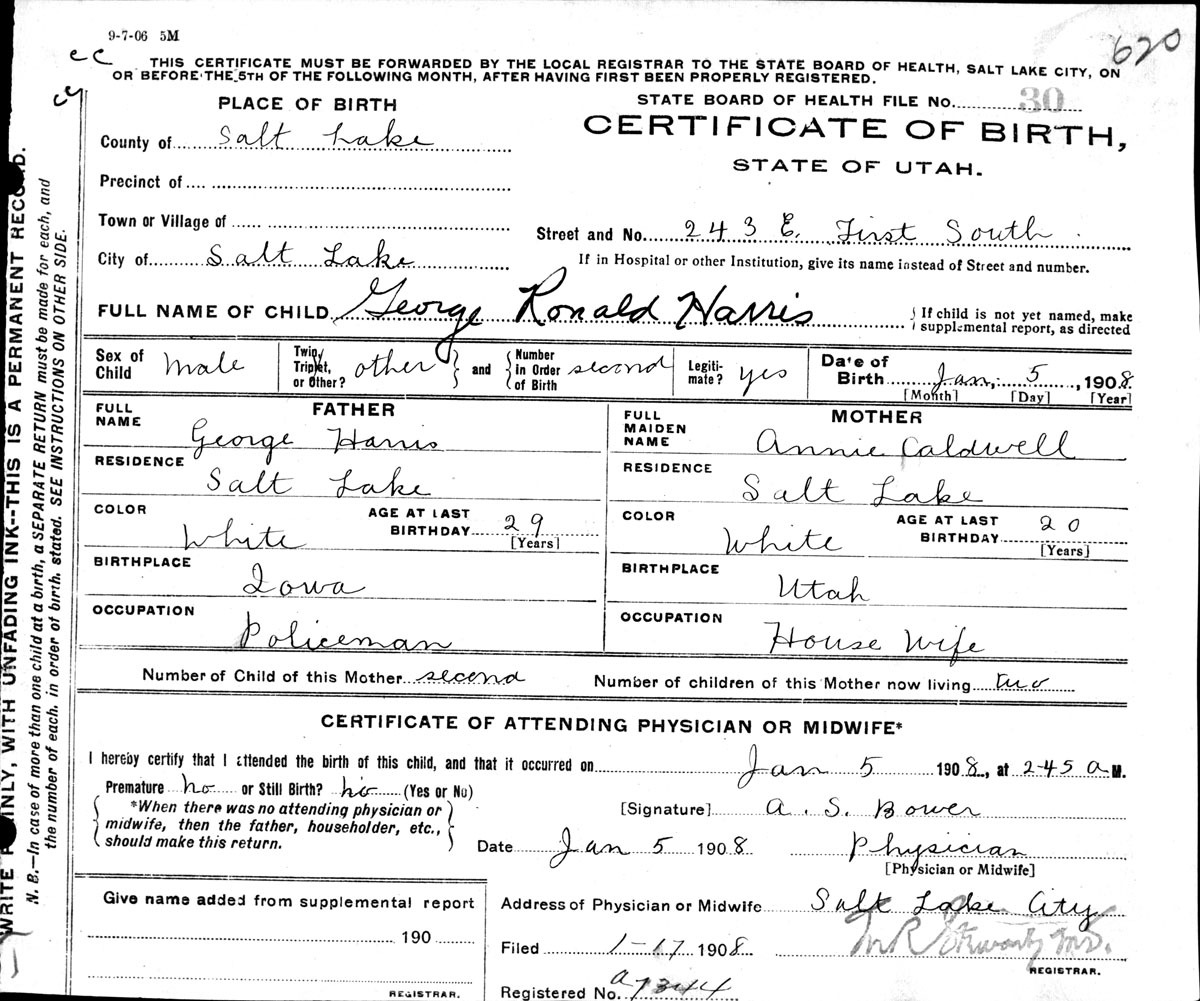 9-7-06 5M
620
THIS CERTIFICATE MUST BE FORWARDED BY THE LOCAL REGISTRAR TO THE STATE BOARD OF HEALTH, SALT LAKE CITY, ON
OR BEFORE THE 5TH OF THE FOLLOWING MONTH, AFTER HAVING FIRST BEEN PROPERLY REGISTERED.
PLACE OF BIRTH
STATE BOARD OF HEALTH FILE No. 30
CERTIFICATE OF BIRTH,
STATE OF UTAH.
County of Salt Lake
Precinct of
Town or Village of
Street and No. 243 E. First South
City of Salt Lake
If in Hospital or other Institution, give its name instead of Street and number.
FULL NAME OF CHILD George Ronald Harris
If child is not yet named, make
supplemental report, as directed
Sex of Child male
Twin, Triplet, or Other? other
and
Number in Order of Birth second
Legitimate? yes
Date of Birth Jan. 5, 1908
[Month] [Day] [Year]
FATHER
FULL NAME George Harris
RESIDENCE Salt Lake
COLOR White
AGE AT LAST BIRTHDAY 29
[Years]
BIRTHPLACE Iowa
OCCUPATION Policeman
MOTHER
FULL MAIDEN NAME Annie Caldwell
RESIDENCE Salt Lake
COLOR White
AGE AT LAST BIRTHDAY 20
[Years]
BIRTHPLACE Utah
OCCUPATION House Wife
Number of Child of this Mother second
Number of children of this Mother now living two
CERTIFICATE OF ATTENDING PHYSICIAN OR MIDWIFE*
I hereby certify that I attended the birth of this child, and that it occurred on Jan 5 1908, at 2-45 a M.
Premature no or Still Birth? no (Yes or No)
*When there was no attending physician or
midwife, then the father, householder, etc.,
should make this return.
[Signature] A. S. Bower
Date Jan 5 1908
Physician
[Physician or Midwife]
Give name added from supplemental report
190
REGISTRAR.
Address of Physician or Midwife Salt Lake City
Filed 1-17 1908
REGISTRAR.
Registered No. a7344
WRITE PLAINLY, WITH UNFADING INK--THIS IS A PERMANENT RECORD.
N. B.—In case of more than one child at a birth, a SEPARATE RETURN must be made for each, and
the number of each, in order of birth, stated. SEE INSTRUCTIONS ON OTHER SIDE.